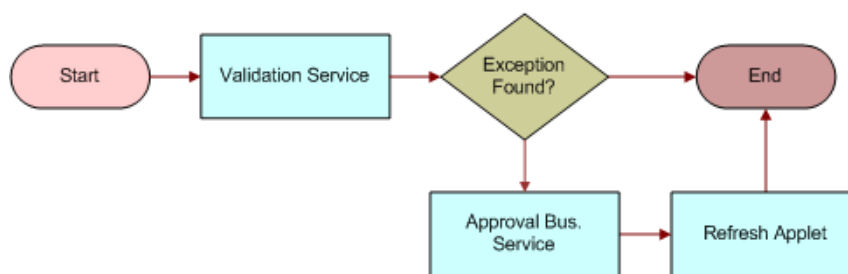 Start
Validation Service
Exception
Found?
End
Approval Bus.
Service
Refresh Applet